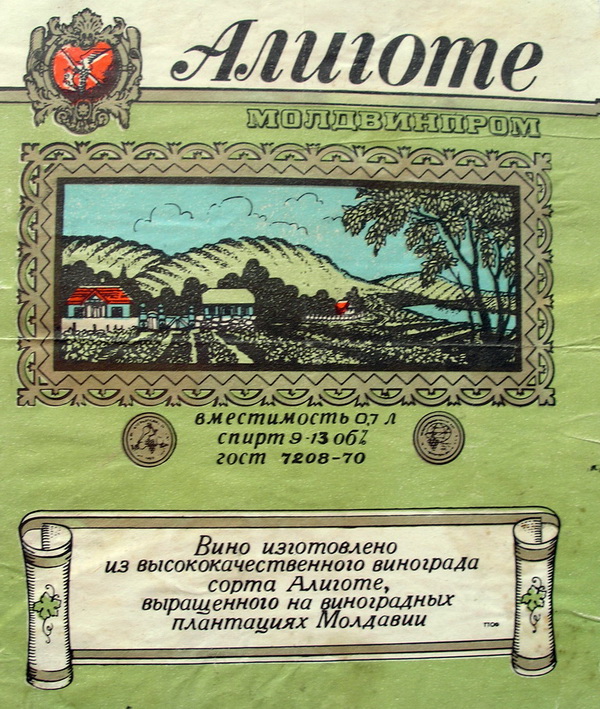 Алиготе
МОЛДВИНПРОМ
вместимость 0,7 л
спирт 9-13 об%
гост 7208-70
Вино изготовлено
из высококачественного винограда
сорта Алиготе,
выращенного на виноградных
плантациях Молдавии